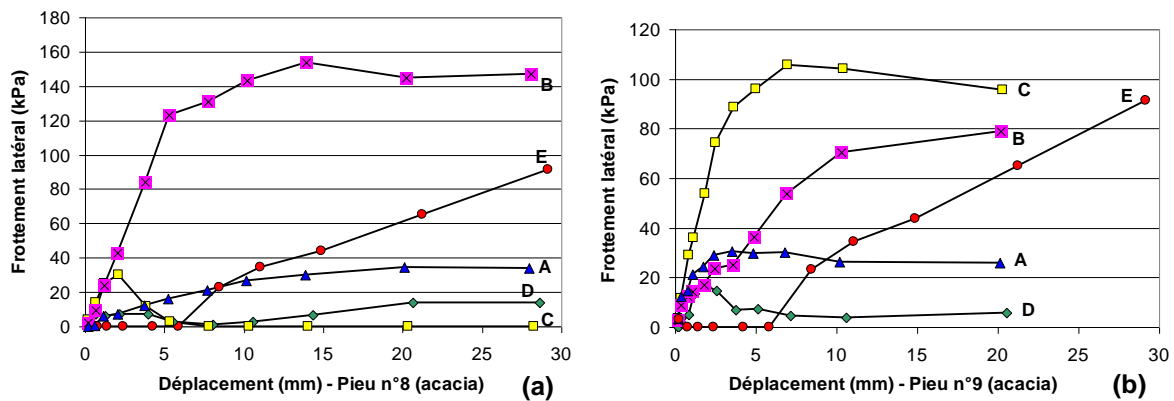 Frottement latéral (kPa)
180
160
140
120
100
80
60
40
20
0
B
E
A
D
C
0 5 10 15 20 25 30
Déplacement (mm) - Pieu n°8 (acacia)
(a)
Frottement latéral (kPa)
120
100
80
60
40
20
0
C
E
B
A
D
0 5 10 15 20 25 30
Déplacement (mm) - Pieu n°9 (acacia)
(b)